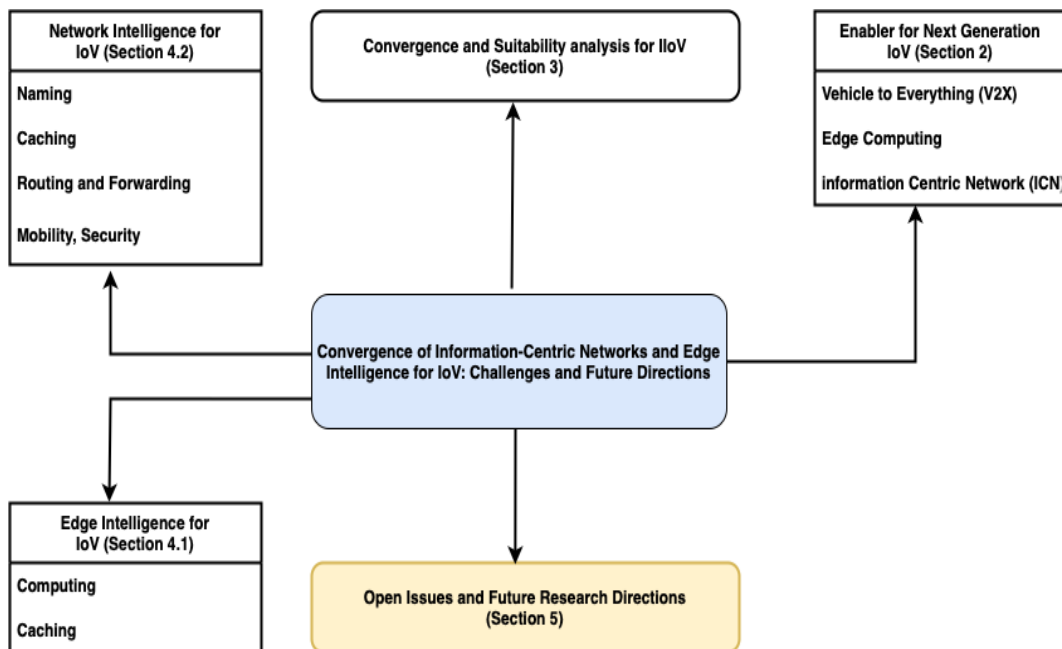 Network Intelligence for
IoV (Section 4.2)
Naming
Caching
Routing and Forwarding
Mobility, Security
Convergence and Suitability analysis for IIoV
(Section 3)
Enabler for Next Generation
IoV (Section 2)
Vehicle to Everything (V2X)
Edge Computing
information Centric Network (ICN)
Convergence of Information-Centric Networks and Edge
Intelligence for IoV: Challenges and Future Directions
Edge Intelligence for
IoV (Section 4.1)
Computing
Caching
Open Issues and Future Research Directions
(Section 5)